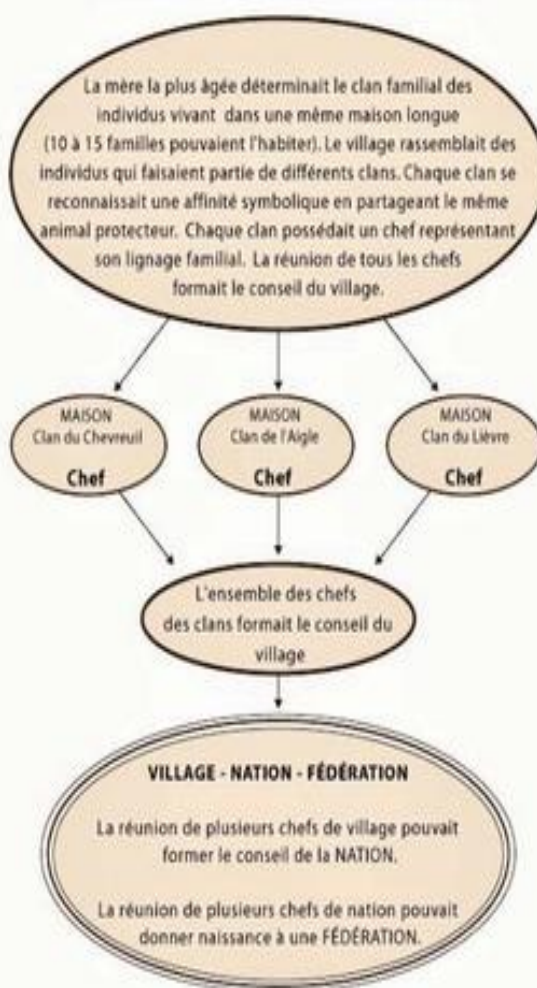 La mère la plus âgée déterminait le clan familial des
individus vivant dans une même maison longue
(10 à 15 familles pouvaient l'habiter). Le village rassemblait des
individus qui faisaient partie de différents clans. Chaque clan se
reconnaissait une affinité symbolique en partageant le même
animal protecteur. Chaque clan possédait un chef représentant
son lignage familial. La réunion de tous les chefs
formait le conseil du village.
MAISON
Clan du Chevreuil
Chef
MAISON
Clan de l'Aigle
Chef
MAISON
Clan du Lièvre
Chef
L'ensemble des chefs
des clans formait le conseil du
village
VILLAGE - NATION - FÉDÉRATION
La réunion de plusieurs chefs de village pouvait
former le conseil de la NATION.
La réunion de plusieurs chefs de nation pouvait
donner naissance à une FÉDÉRATION.